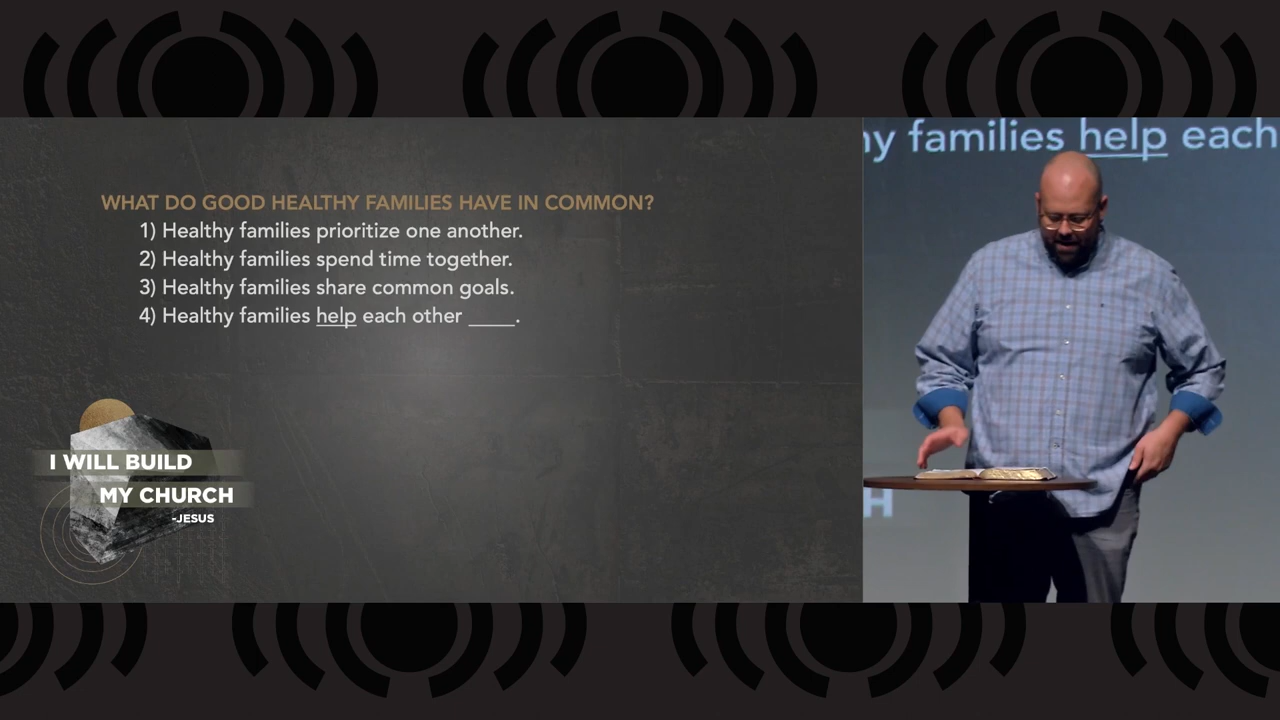 WHAT DO GOOD HEALTHY FAMILIES HAVE IN COMMON?
1) Healthy families prioritize one another.
2) Healthy families spend time together.
3) Healthy families share common goals.
4) Healthy families help each other ____.
I WILL BUILD
MY CHURCH
-JESUS
y families help each
H